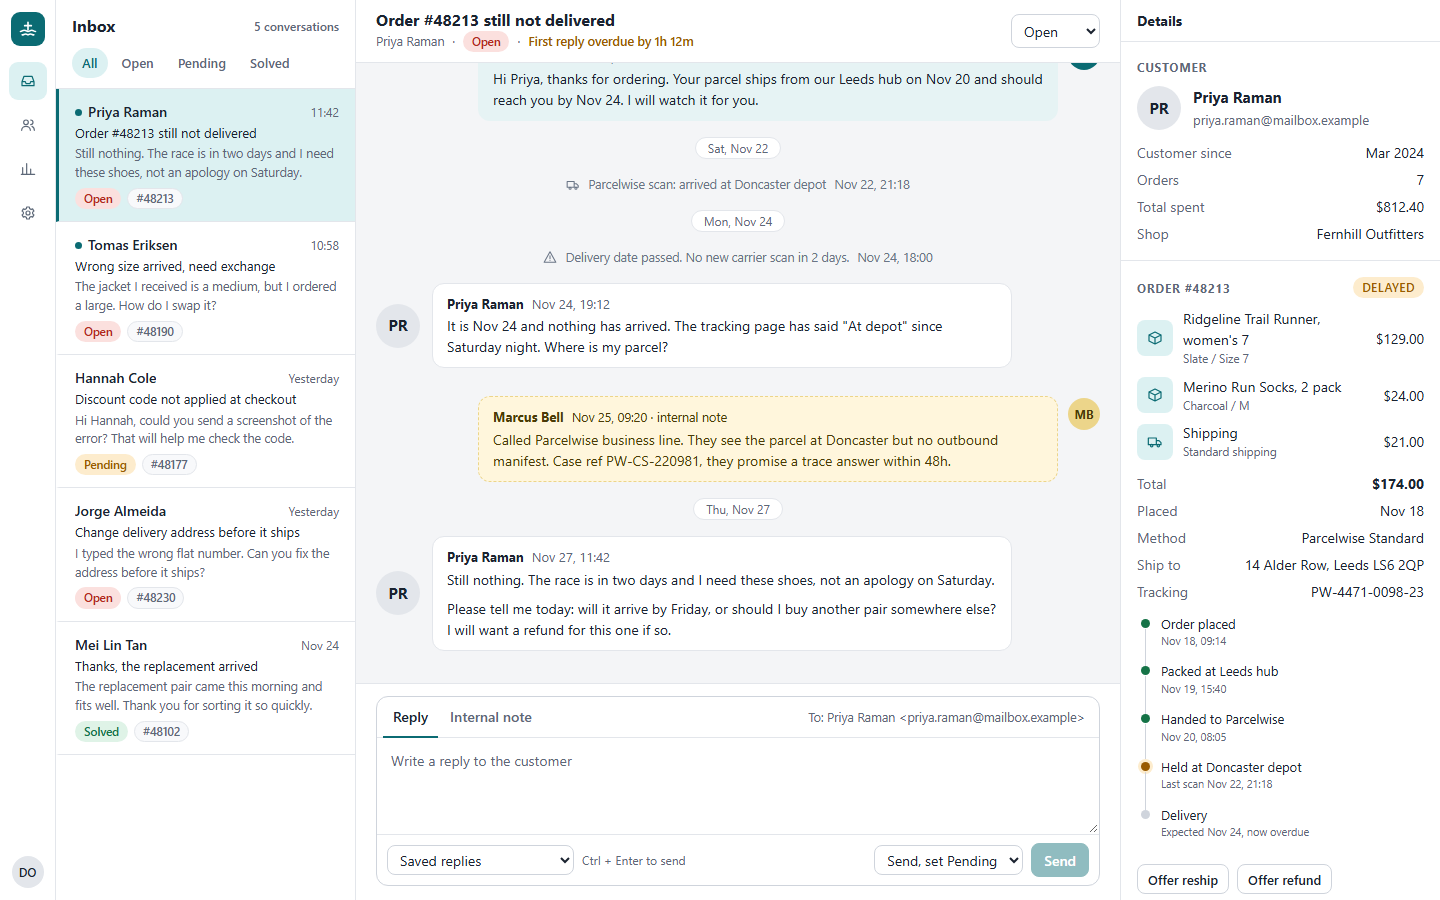 Inbox
5 conversations
All
Open
Pending
Solved
Priya Raman
11:42
Order #48213 still not delivered
Still nothing. The race is in two days and I need
these shoes, not an apology on Saturday.
Open
#48213
Tomas Eriksen
10:58
Wrong size arrived, need exchange
The jacket I received is a medium, but I ordered
a large. How do I swap it?
Open
#48190
Hannah Cole
Yesterday
Discount code not applied at checkout
Hi Hannah, could you send a screenshot of the
error? That will help me check the code.
Pending
#48177
Jorge Almeida
Yesterday
Change delivery address before it ships
I typed the wrong flat number. Can you fix the
address before it ships?
Open
#48230
Mei Lin Tan
Nov 24
Thanks, the replacement arrived
The replacement pair came this morning and
fits well. Thank you for sorting it so quickly.
Solved
#48102
DO
Order #48213 still not delivered
Priya Raman · Open · First reply overdue by 1h 12m
Open
Hi Priya, thanks for ordering. Your parcel ships from our Leeds hub on Nov 20 and should
reach you by Nov 24. I will watch it for you.
Sat, Nov 22
Parcelwise scan: arrived at Doncaster depot Nov 22, 21:18
Mon, Nov 24
Delivery date passed. No new carrier scan in 2 days. Nov 24, 18:00
PR
Priya Raman Nov 24, 19:12
It is Nov 24 and nothing has arrived. The tracking page has said "At depot" since
Saturday night. Where is my parcel?
Marcus Bell Nov 25, 09:20 · internal note
Called Parcelwise business line. They see the parcel at Doncaster but no outbound
manifest. Case ref PW-CS-220981, they promise a trace answer within 48h.
MB
Thu, Nov 27
PR
Priya Raman Nov 27, 11:42
Still nothing. The race is in two days and I need these shoes, not an apology on Saturday.
Please tell me today: will it arrive by Friday, or should I buy another pair somewhere else?
I will want a refund for this one if so.
Reply
Internal note
To: Priya Raman <priya.raman@mailbox.example>
Write a reply to the customer
Saved replies
Ctrl + Enter to send
Send, set Pending
Send
Details
CUSTOMER
PR
Priya Raman
priya.raman@mailbox.example
Customer since Mar 2024
Orders 7
Total spent $812.40
Shop Fernhill Outfitters
ORDER #48213
DELAYED
Ridgeline Trail Runner,
women's 7
Slate / Size 7
$129.00
Merino Run Socks, 2 pack
Charcoal / M
$24.00
Shipping
Standard shipping
$21.00
Total $174.00
Placed Nov 18
Method Parcelwise Standard
Ship to 14 Alder Row, Leeds LS6 2QP
Tracking PW-4471-0098-23
Order placed
Nov 18, 09:14
Packed at Leeds hub
Nov 19, 15:40
Handed to Parcelwise
Nov 20, 08:05
Held at Doncaster depot
Last scan Nov 22, 21:18
Delivery
Expected Nov 24, now overdue
Offer reship
Offer refund